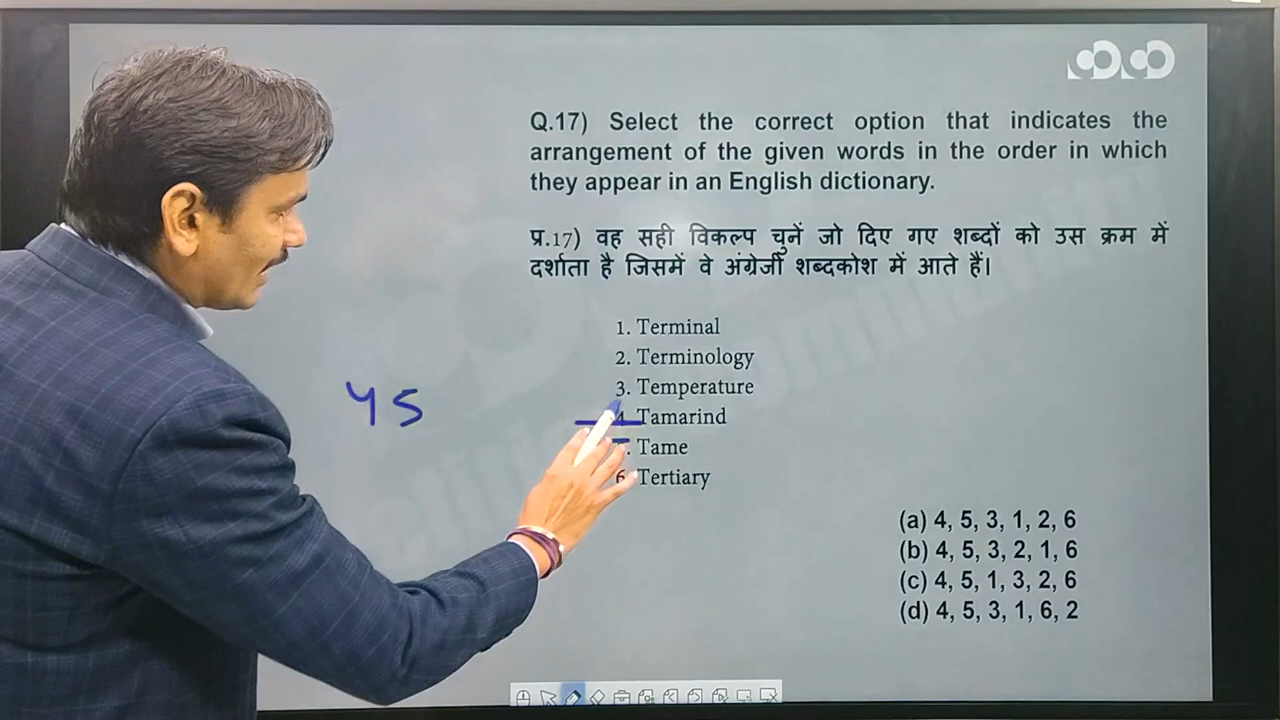 Q.17) Select the correct option that indicates the
arrangement of the given words in the order in which
they appear in an English dictionary.
प्र.17) वह सही विकल्प चुनें जो दिए गए शब्दों को उस क्रम में
दर्शाता है जिसमें वे अंग्रेजी शब्दकोश में आते हैं।
1. Terminal
2. Terminology
3. Temperature
4. Tamarind
. Tame
6. Tertiary
45
(a) 4, 5, 3, 1, 2, 6
(b) 4, 5, 3, 2, 1, 6
(c) 4, 5, 1, 3, 2, 6
(d) 4, 5, 3, 1, 6, 2